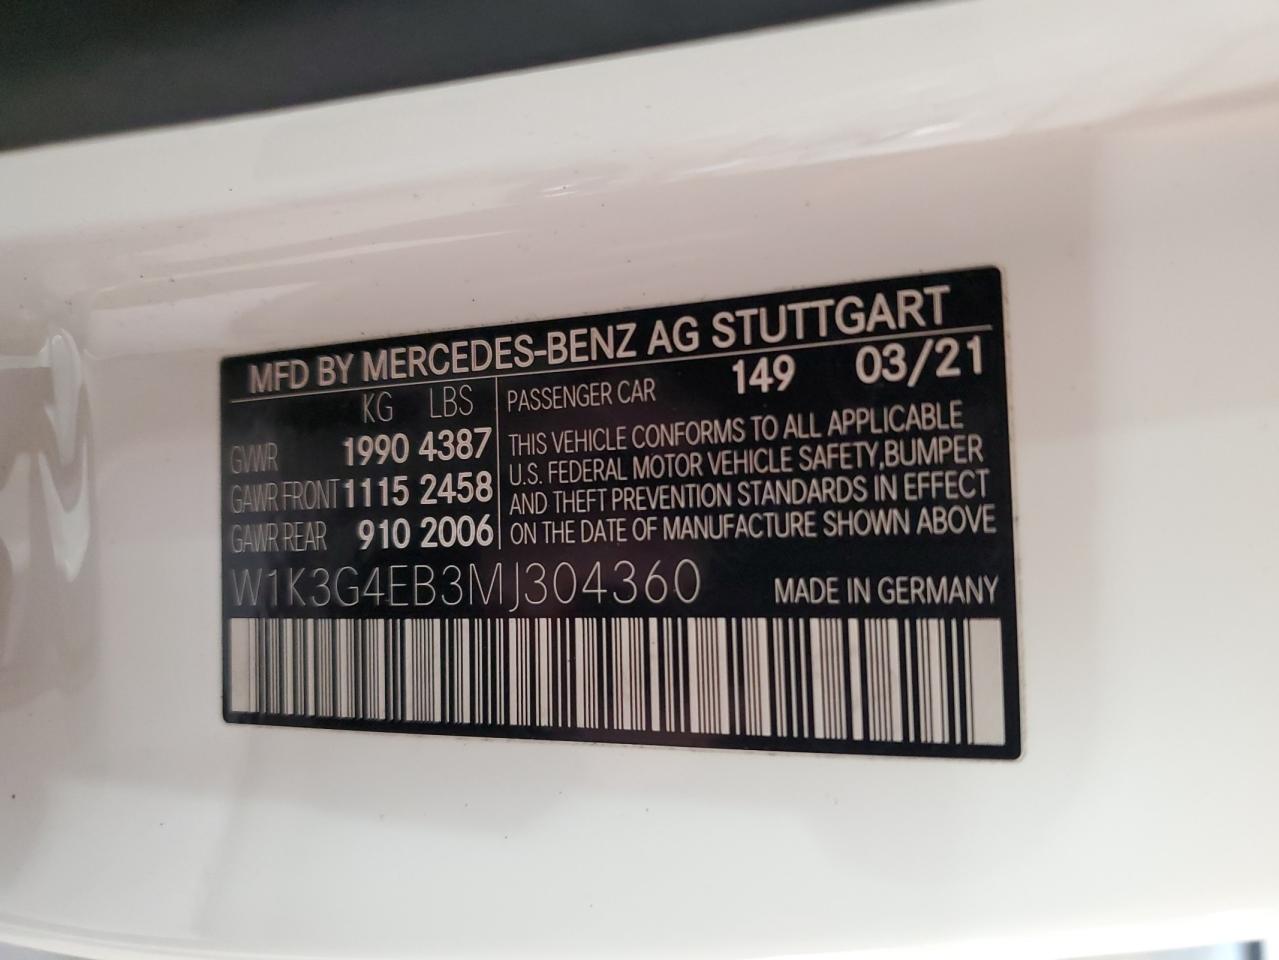 MFD BY MERCEDES-BENZ AG STUTTGART
KG LBS
GVWR 1990 4387
GAWR FRONT 1115 2458
GAWR REAR 910 2006
PASSENGER CAR 149 03/21
THIS VEHICLE CONFORMS TO ALL APPLICABLE
U.S. FEDERAL MOTOR VEHICLE SAFETY,BUMPER
AND THEFT PREVENTION STANDARDS IN EFFECT
ON THE DATE OF MANUFACTURE SHOWN ABOVE
W1K3G4EB3MJ304360 MADE IN GERMANY